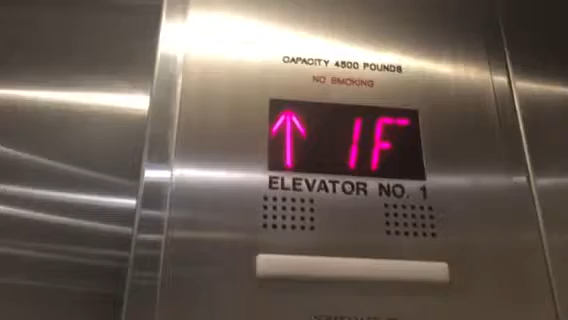 CAPACITY 4500 POUNDS
NO SMOKING
↑ 1F
ELEVATOR NO. 1